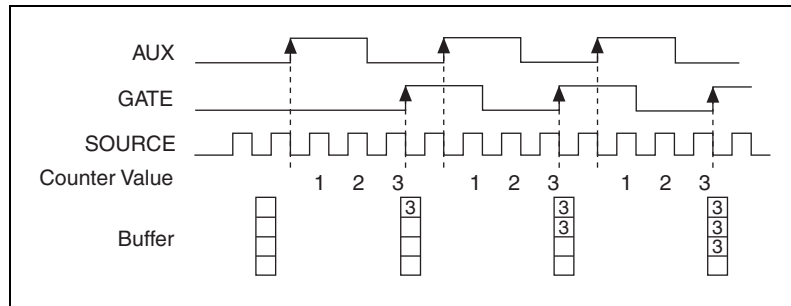 AUX
GATE
SOURCE
Counter Value 1 2 3 1 2 3 1 2 3
Buffer 3 3 3
3 3
3